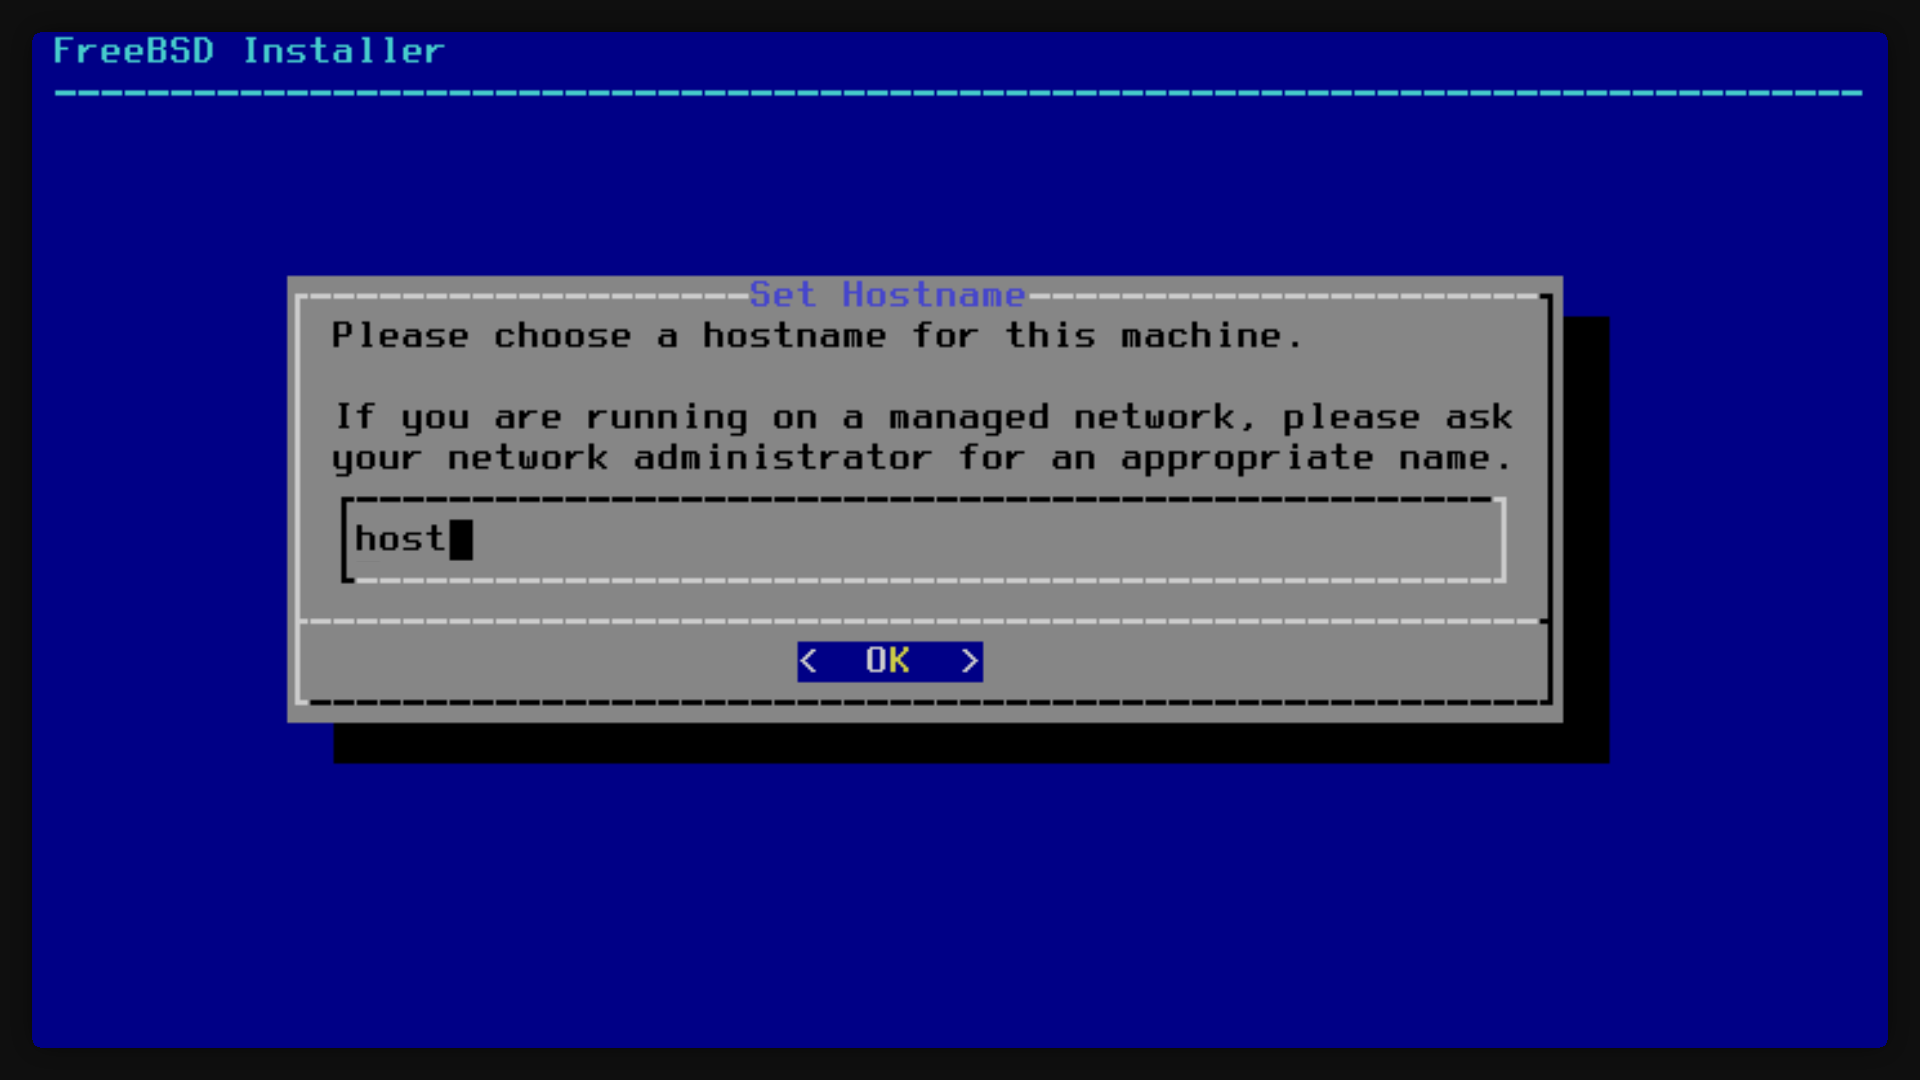 FreeBSD Installer
Set Hostname
Please choose a hostname for this machine.
If you are running on a managed network, please ask
your network administrator for an appropriate name.
host
< OK >